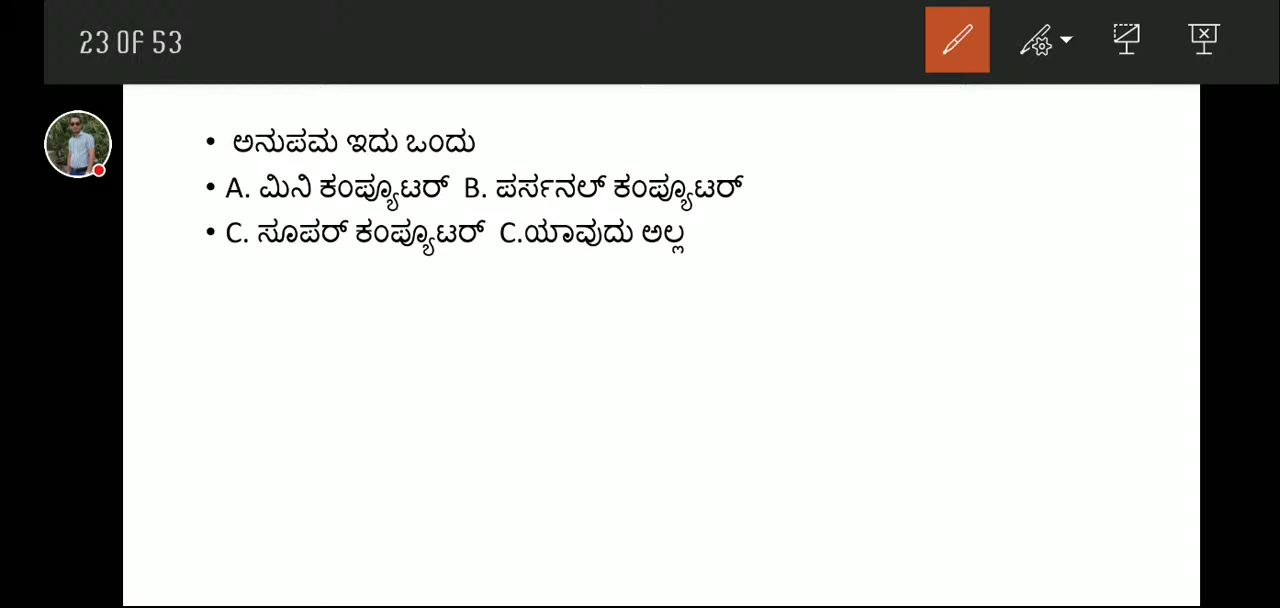 23 OF 53
• ಅನುಪಮ ಇದು ಒಂದು
• A. ಮಿನಿ ಕಂಪ್ಯೂಟರ್ B. ಪರ್ಸನಲ್ ಕಂಪ್ಯೂಟರ್
• C. ಸೂಪರ್ ಕಂಪ್ಯೂಟರ್ C.ಯಾವುದು ಅಲ್ಲ